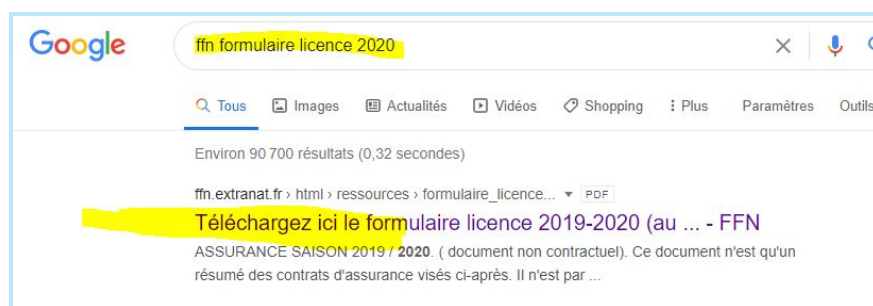 Google
ffn formulaire licence 2020
Tous Images Actualités Vidéos Shopping Plus Paramètres Outils
Environ 90 700 résultats (0,32 secondes)
ffn.extranat.fr › html › ressources › formulaire_licence... PDF
Téléchargez ici le formulaire licence 2019-2020 (au ... - FFN
ASSURANCE SAISON 2019 / 2020. ( document non contractuel). Ce document n'est qu'un
résumé des contrats d'assurance visés ci-après. Il n'est par ...